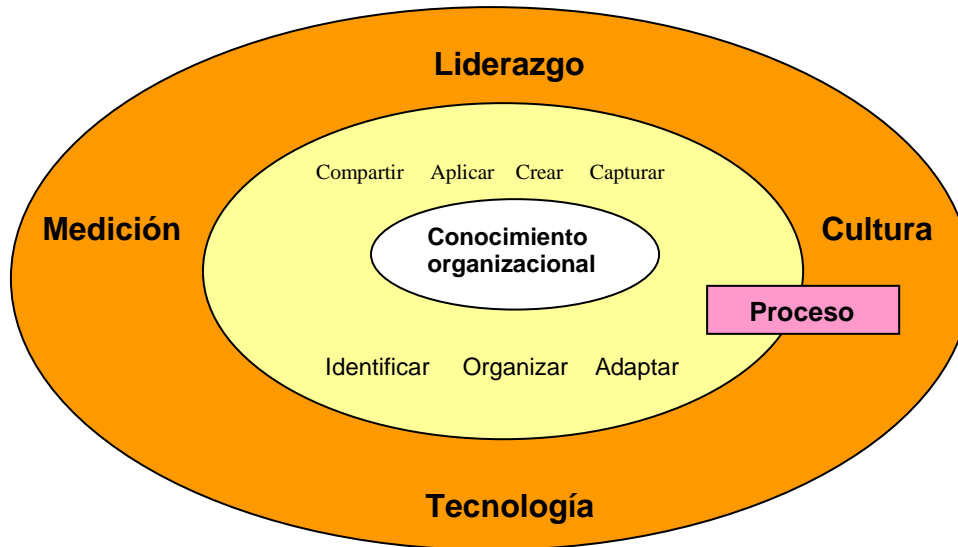 Liderazgo
Compartir Aplicar Crear Capturar
Medición
Conocimiento
organizacional
Cultura
Proceso
Identificar Organizar Adaptar
Tecnología